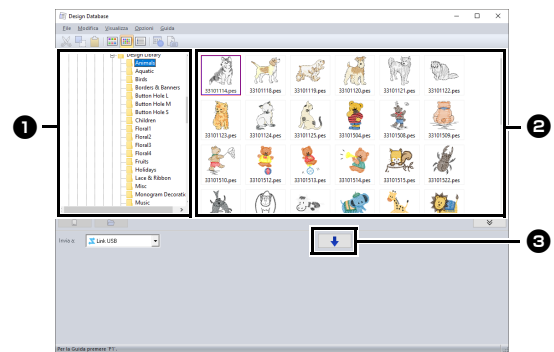 Design Database
File Modifica Visualizza Opzioni Guida
Design Library
Animals
Aquatic
Birds
Borders & Banners
Button Hole L
Button Hole M
Button Hole S
Children
Floral1
Floral2
Floral3
Floral4
Fruits
Holidays
Lace & Ribbon
Misc
Monogram Decorati
Music
33101114.pes 33101118.pes 33101119.pes 33101120.pes 33101121.pes 33101122.pes
33101123.pes 33101124.pes 33101125.pes 33101504.pes 33101508.pes 33101509.pes
33101510.pes 33101512.pes 33101513.pes 33101514.pes 33101515.pes 33101522.pes
1
2
3
Invia a: Link USB
Per la Guida premere 'F1'.